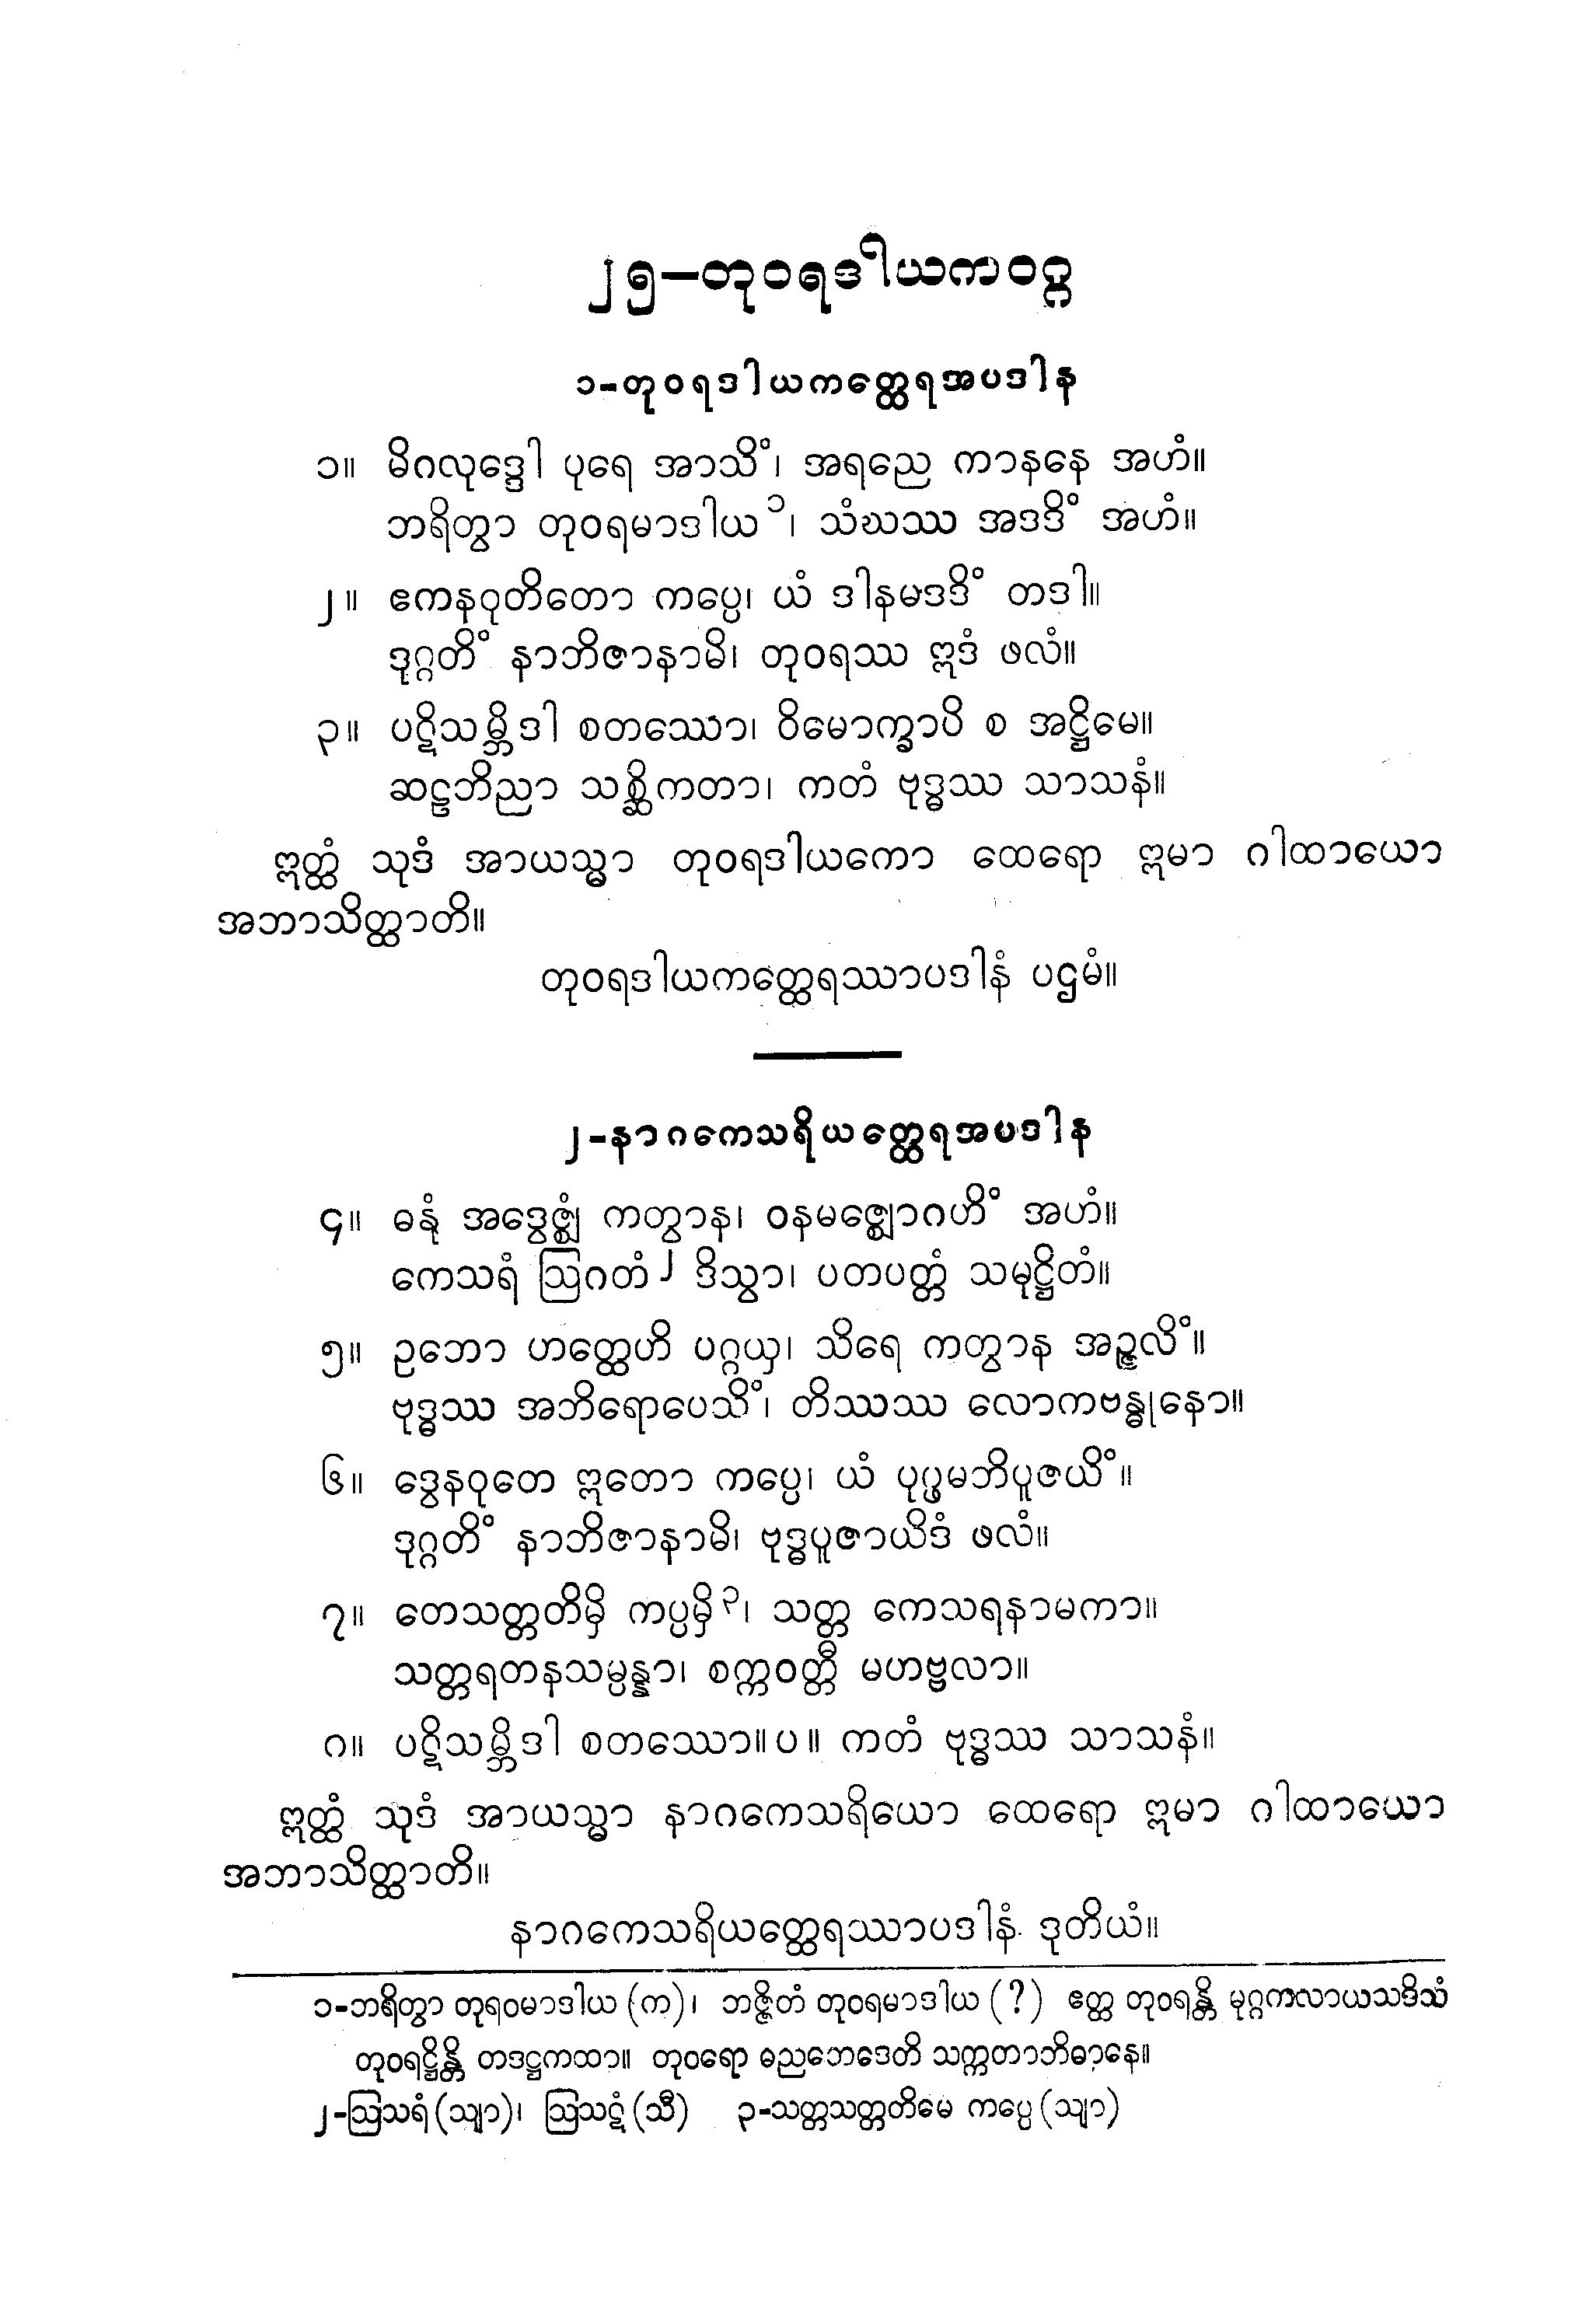 ၂၅-တုဝရဒါယကဝဂ္ဂ
၁-တုဝရဒါယကတ္ထေရအပဒါန
၁။ မိဂလုဒ္ဒေါ ပုရေ အာသိံ၊ အရညေ ကာနနေ အဟံ။
ဘရိတွာ တုဝရမာဒါယ၁၊ သံဃဿ အဒဒိံ အဟံ။
၂။ ဧကနဝုတိတော ကပ္ပေ၊ ယံ ဒါနမဒဒိံ တဒါ။
ဒုဂ္ဂတိံ နာဘိဇာနာမိ၊ တုဝရဿ ဣဒံ ဖလံ။
၃။ ပဋိသမ္ဘိဒါ စတဿော၊ ဝိမောက္ခာပိ စ အဋ္ဌိမေ။
ဆဠဘိညာ သစ္ဆိကတာ၊ ကတံ ဗုဒ္ဓဿ သာသနံ။
ဣတ္ထံ သုဒံ အာယသ္မာ တုဝရဒါယကော ထေရော ဣမာ ဂါထာယော
အဘာသိတ္ထာတိ။
တုဝရဒါယကတ္ထေရဿာပဒါနံ ပဌမံ။
၂-နာဂကေသရိယတ္ထေရအပဒါန
၄။ ဓနုံ အဒွေဇ္ဈံ ကတွာန၊ ဝနမဇ္ဈောဂဟိံ အဟံ။
ကေသရံ ဩဂတံ၂ ဒိသွာ၊ ပတပတ္တံ သမုဋ္ဌိတံ။
၅။ ဥဘော ဟတ္ထေဟိ ပဂ္ဂယှ၊ သိရေ ကတွာန အဉ္ဇလိံ။
ဗုဒ္ဓဿ အဘိရောပေသိံ၊ တိဿဿ လောကဗန္ဓုနော။
၆။ ဒွေနဝုတေ ဣတော ကပ္ပေ၊ ယံ ပုပ္ဖမဘိပူဇယိံ။
ဒုဂ္ဂတိံ နာဘိဇာနာမိ၊ ဗုဒ္ဓပူဇာယိဒံ ဖလံ။
၇။ တေသတ္တတိမှိ ကပ္ပမှိ၃၊ သတ္တ ကေသရနာမကာ။
သတ္တရတနသမ္ပန္နာ၊ စက္ကဝတ္တီ မဟဗ္ဗလာ။
၈။ ပဋိသမ္ဘိဒါ စတဿော။ပ။ ကတံ ဗုဒ္ဓဿ သာသနံ။
ဣတ္ထံ သုဒံ အာယသ္မာ နာဂကေသရိယော ထေရော ဣမာ ဂါထာယော
အဘာသိတ္ထာတိ။
နာဂကေသရိယတ္ထေရဿာပဒါနံ ဒုတိယံ။
၁-ဘရိတွာ တုရဝမာဒါယ (က)၊ ဘဇ္ဇိတံ တုဝရမာဒါယ (?) ဧတ္ထ တုဝရန္တိ မုဂ္ဂကလာယသဒိသံ
တုဝရဋ္ဌိန္တိ တဒဋ္ဌကထာ။ တုဝရော ဓညဘေဒေတိ သက္ကတာဘိဓာနေ။
၂-ဩသရံ (သျာ)၊ ဩသဋံ (သီ) ၃-သတ္တသတ္တတိမေ ကပ္ပေ (သျာ)